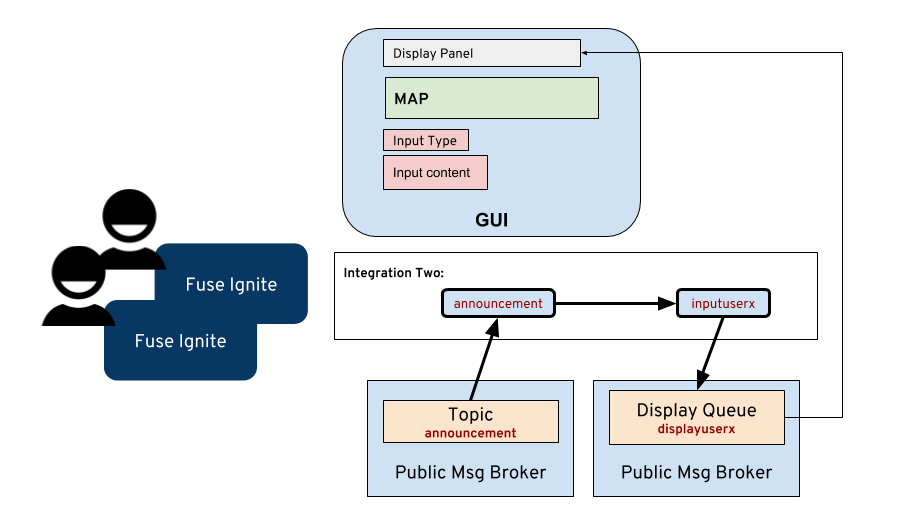 Display Panel
MAP
Input Type
Input content
GUI
Fuse Ignite
Fuse Ignite
Integration Two:
announcement
inputuserx
Topic
announcement
Public Msg Broker
Display Queue
displayuserx
Public Msg Broker